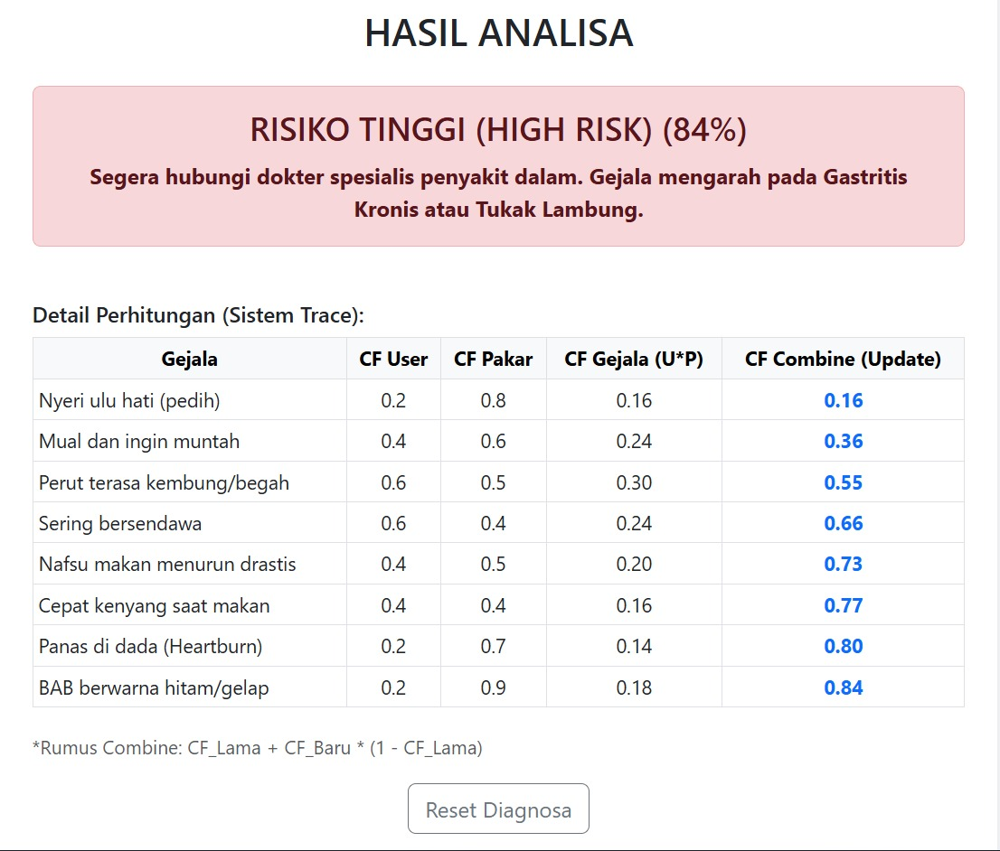 HASIL ANALISA
RISIKO TINGGI (HIGH RISK) (84%)
Segera hubungi dokter spesialis penyakit dalam. Gejala mengarah pada Gastritis
Kronis atau Tukak Lambung.
Detail Perhitungan (Sistem Trace):
Gejala CF User CF Pakar CF Gejala (U*P) CF Combine (Update)
Nyeri ulu hati (pedih) 0.2 0.8 0.16 0.16
Mual dan ingin muntah 0.4 0.6 0.24 0.36
Perut terasa kembung/begah 0.6 0.5 0.30 0.55
Sering bersendawa 0.6 0.4 0.24 0.66
Nafsu makan menurun drastis 0.4 0.5 0.20 0.73
Cepat kenyang saat makan 0.4 0.4 0.16 0.77
Panas di dada (Heartburn) 0.2 0.7 0.14 0.80
BAB berwarna hitam/gelap 0.2 0.9 0.18 0.84
*Rumus Combine: CF_Lama + CF_Baru * (1 - CF_Lama)
Reset Diagnosa